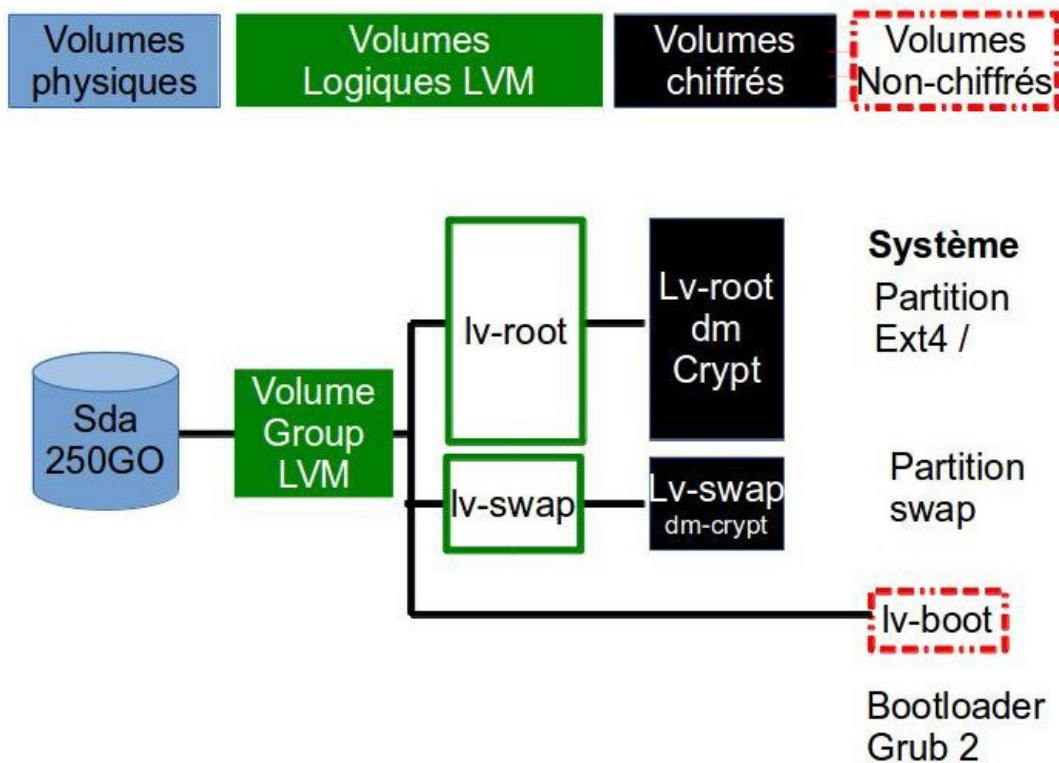 Volumes
physiques
Volumes
Logiques LVM
Volumes
chiffrés
Volumes
Non-chiffrés
Sda
250GO
Volume
Group
LVM
lv-root
Lv-root
dm
Crypt
Système
Partition
Ext4 /
lv-swap
Lv-swap
dm-crypt
Partition
swap
lv-boot
Bootloader
Grub 2